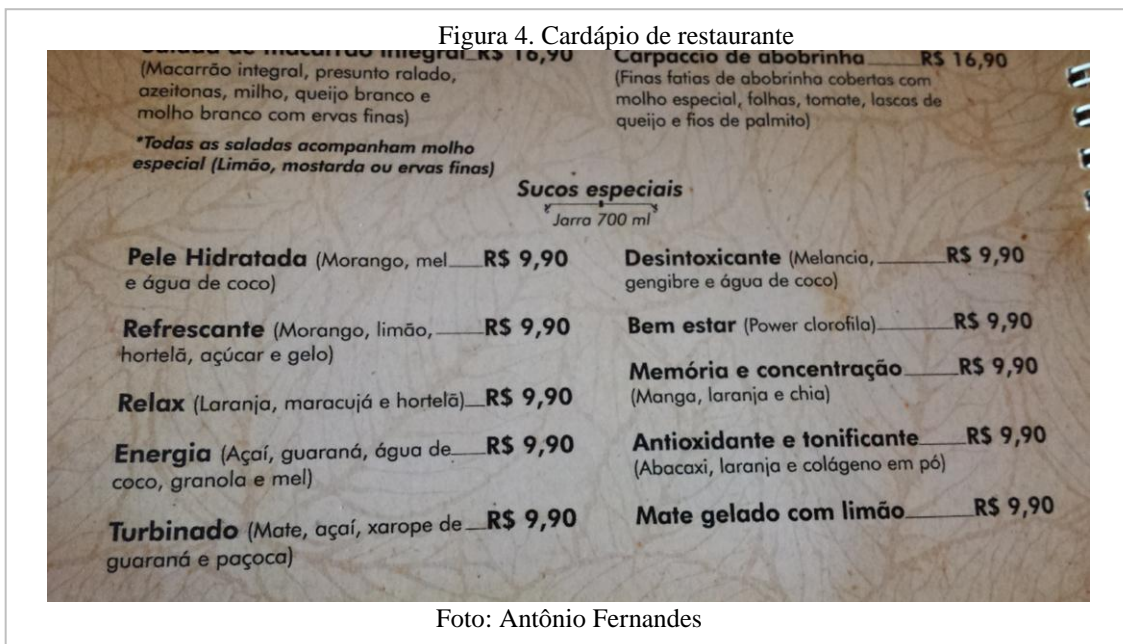 Figura 4. Cardápio de restaurante
Salada de macarrão integral R$ 16,90
(Macarrão integral, presunto ralado,
azeitonas, milho, queijo branco e
molho branco com ervas finas)
*Todas as saladas acompanham molho
especial (Limão, mostarda ou ervas finas)
Carpaccio de abobrinha R$ 16,90
(Finas fatias de abobrinha cobertas com
molho especial, folhas, tomate, lascas de
queijo e fios de palmito)
Sucos especiais
Jarra 700 ml
Pele Hidratada (Morango, mel R$ 9,90
e água de coco)
Refrescante (Morango, limão, R$ 9,90
hortelã, açúcar e gelo)
Relax (Laranja, maracujá e hortelã) R$ 9,90
Energia (Açaí, guaraná, água de R$ 9,90
coco, granola e mel)
Turbinado (Mate, açaí, xarope de R$ 9,90
guaraná e paçoca)
Desintoxicante (Melancia, R$ 9,90
gengibre e água de coco)
Bem estar (Power clorofila) R$ 9,90
Memória e concentração R$ 9,90
(Manga, laranja e chia)
Antioxidante e tonificante R$ 9,90
(Abacaxi, laranja e colágeno em pó)
Mate gelado com limão R$ 9,90
Foto: Antônio Fernandes